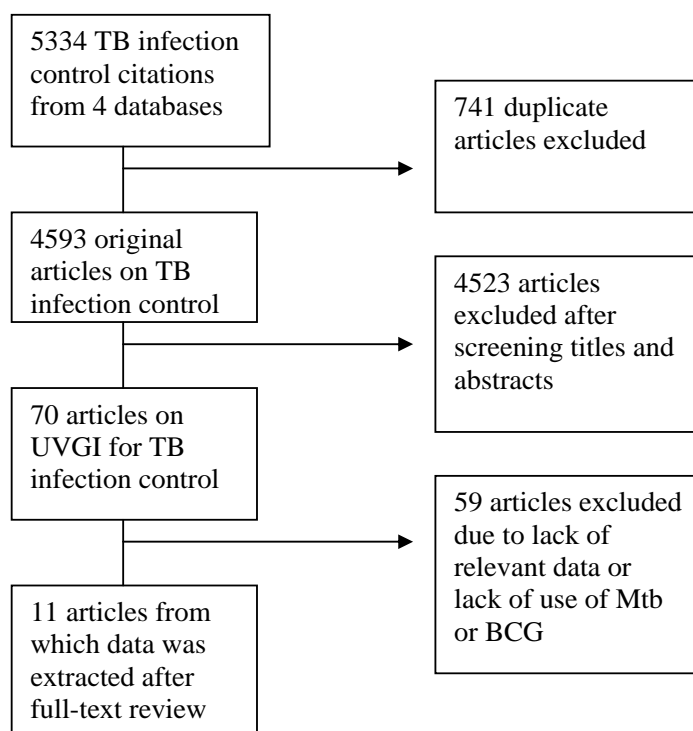 5334 TB infection
control citations
from 4 databases
741 duplicate
articles excluded
4593 original
articles on TB
infection control
4523 articles
excluded after
screening titles and
abstracts
70 articles on
UVGI for TB
infection control
59 articles excluded
due to lack of
relevant data or
lack of use of Mtb
or BCG
11 articles from
which data was
extracted after
full-text review